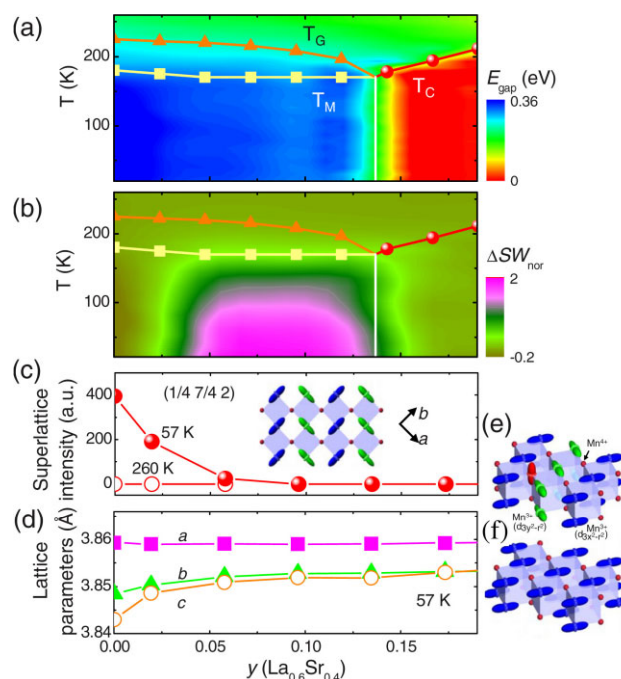 (a)
T (K)
200
100
T_G
T_M
T_C
E_gap (eV)
0.36
0
(b)
T (K)
200
100
ΔSW_nor
2
-0.2
(c)
Superlattice
intensity (a.u.)
400
200
0
(1/4 7/4 2)
57 K
260 K
b
a
(d)
Lattice
parameters (Å)
3.86
3.85
3.84
a
b
c
57 K
0.00 0.05 0.10 0.15
y (La0.6Sr0.4)
(e)
Mn4+
Mn3+
(d3y²-r²)
Mn3+
(d3x²-r²)
(f)